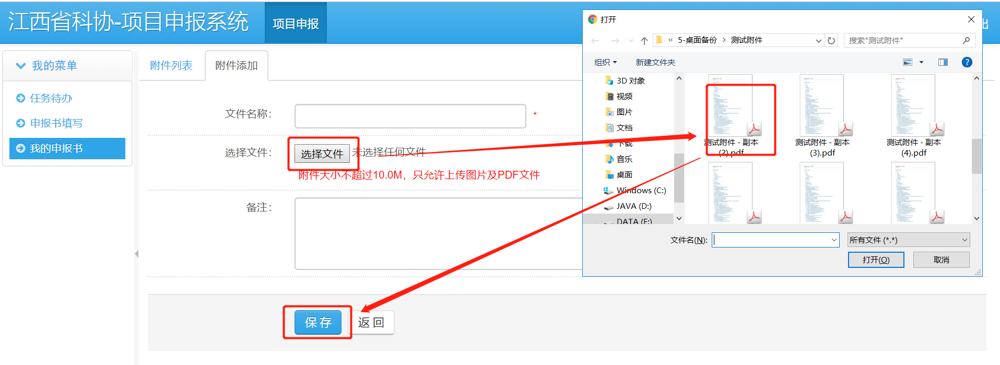 江西省科协-项目申报系统
项目申报
出
我的菜单
任务待办
申报书填写
我的申报书
附件列表
附件添加
文件名称：
*
选择文件：
选择文件 未选择任何文件
附件大小不超过10.0M，只允许上传图片及PDF文件
备注：
保 存
返 回
打开
« 5-桌面备份 › 测试附件
搜索"测试附件"
组织
新建文件夹
3D 对象
视频
图片
文档
下载
音乐
桌面
Windows (C:)
JAVA (D:)
DATA (E:)
测试附件 - 副本
(2).pdf
测试附件 - 副本
(3).pdf
测试附件 - 副本
(4).pdf
文件名(N):
所有文件 (*.*)
打开(O)
取消